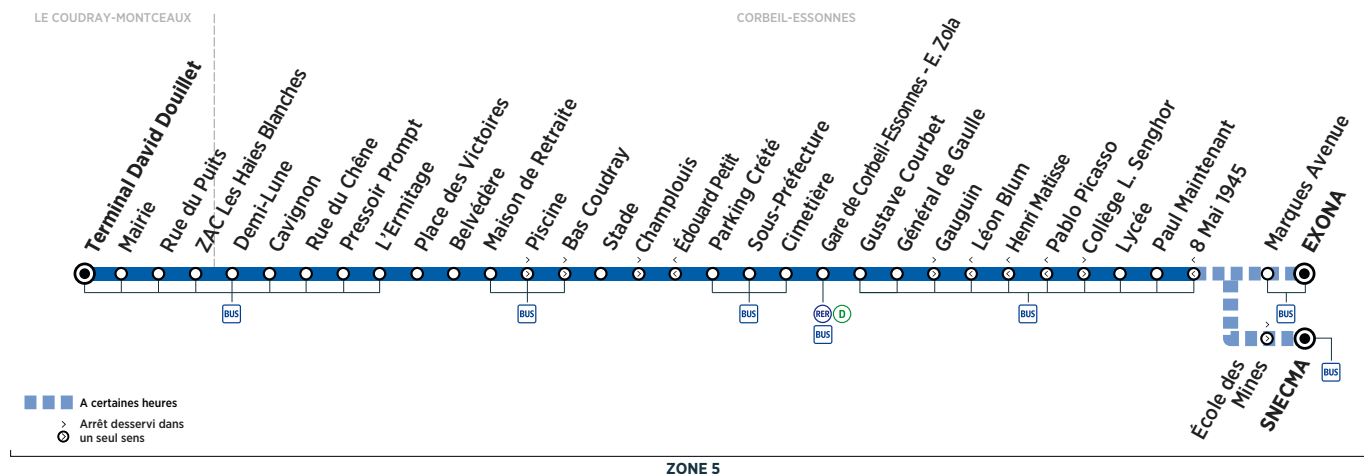 LE COUDRAY-MONTCEAUX
CORBEIL-ESSONNES
Terminal David Douillet
Mairie
Rue du Puits
ZAC Les Haies Blanches
Demi-Lune
Cavignon
Rue du Chêne
Pressoir Prompt
L'Ermitage
Place des Victoires
Belvédère
Maison de Retraite
Piscine
Bas Coudray
Stade
Champlouis
Édouard Petit
Parking Crété
Sous-Préfecture
Cimetière
Gare de Corbeil-Essonnes - E. Zola
Gustave Courbet
Général de Gaulle
Gauguin
Léon Blum
Henri Matisse
Pablo Picasso
Collège L. Senghor
Lycée
Paul Maintenant
8 Mai 1945
Marques Avenue
EXONA
BUS
BUS
BUS
RER D
BUS
BUS
BUS
École des
Mines
SNECMA
BUS
A certaines heures
Arrêt desservi dans
un seul sens
ZONE 5